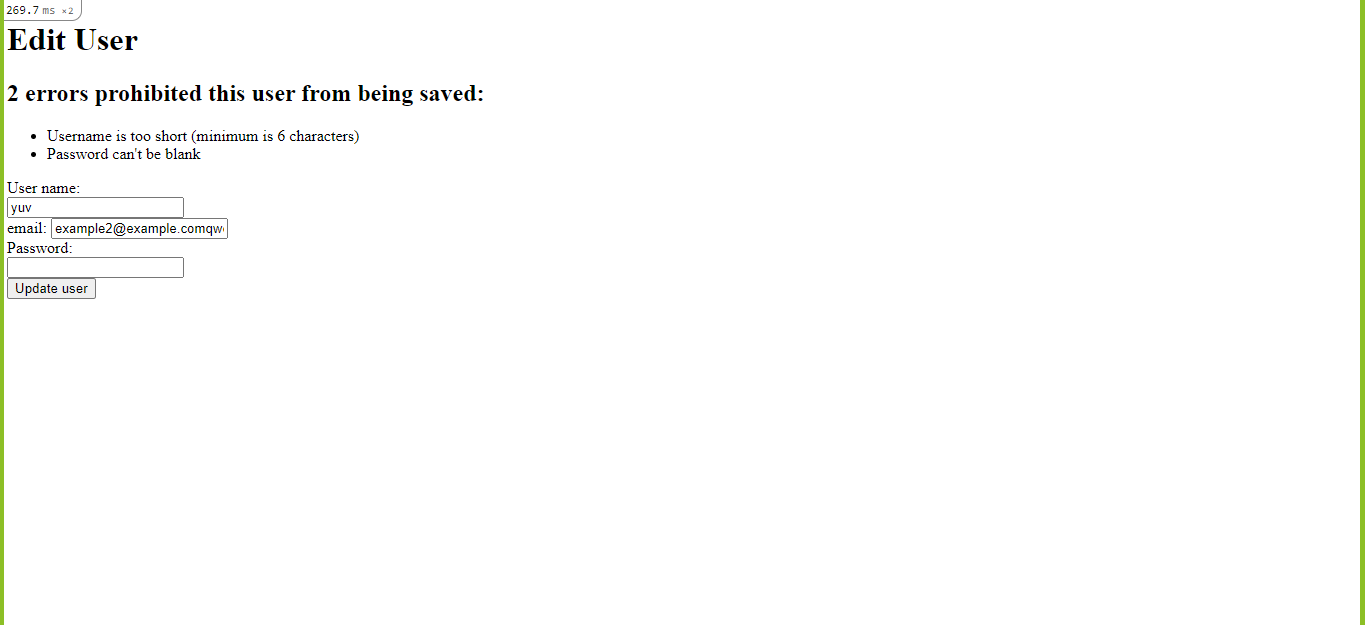 269.7 ms ×2
Edit User
2 errors prohibited this user from being saved:
Username is too short (minimum is 6 characters)
Password can't be blank
User name:
yuv
email: example2@example.comqw
Password:
Update user